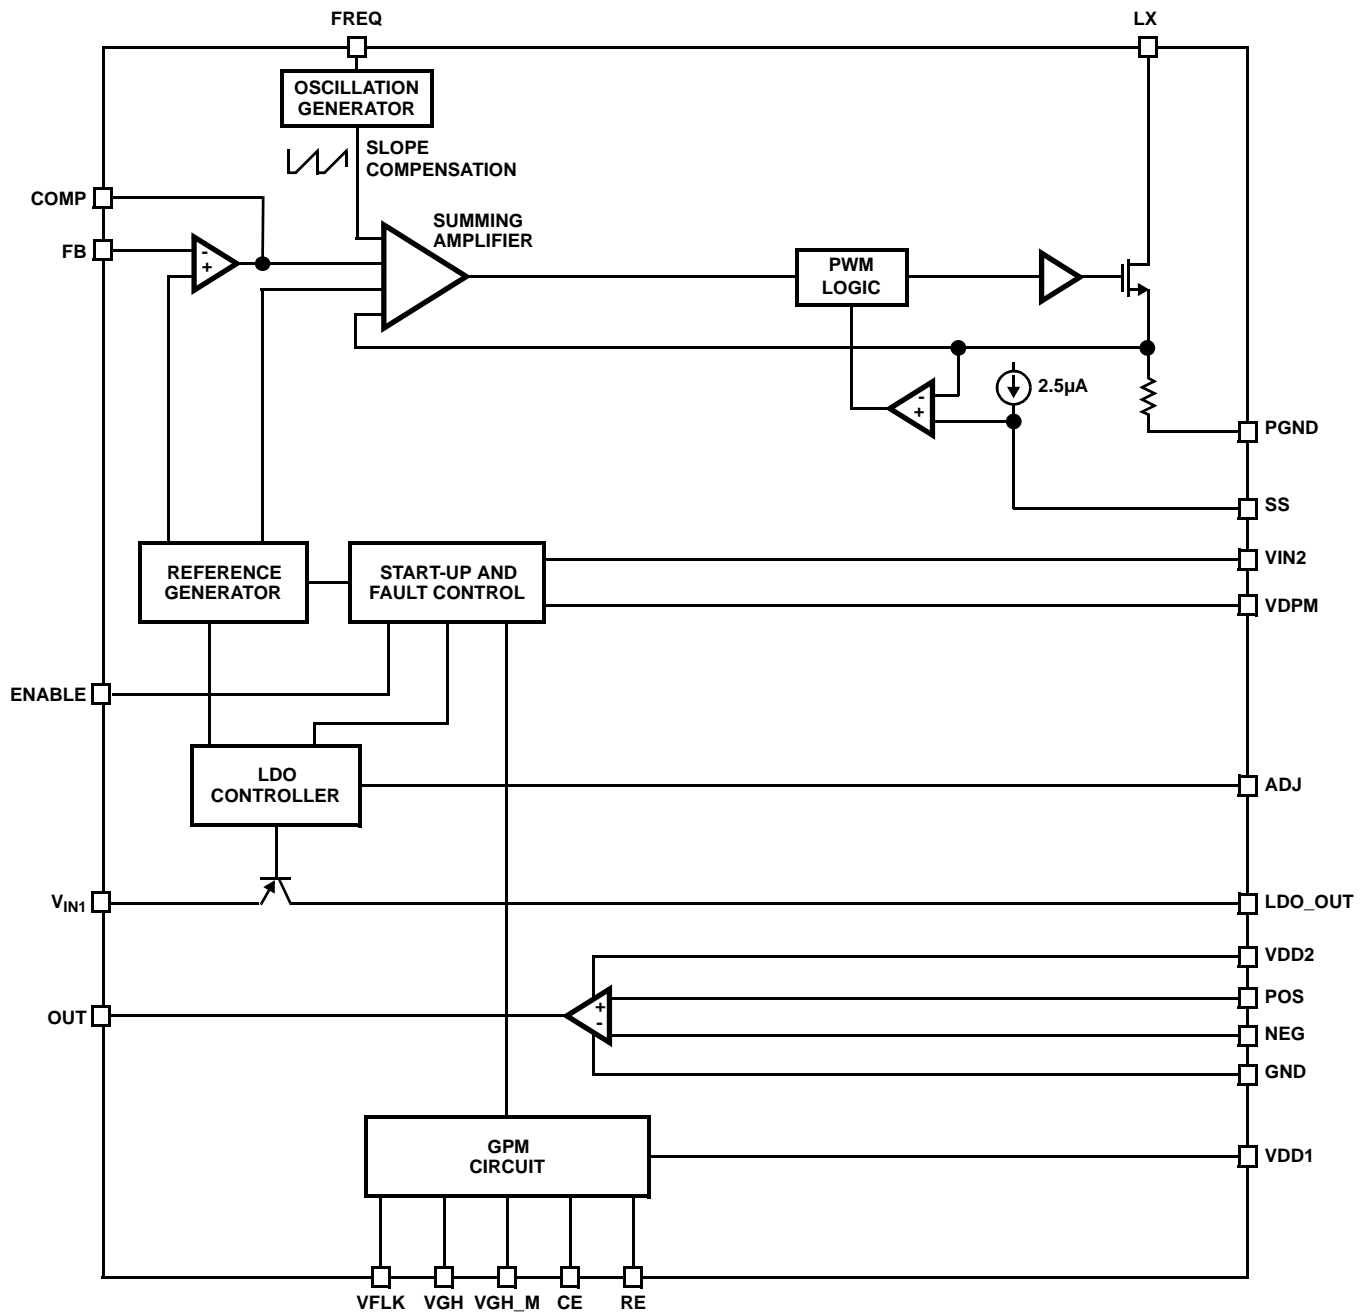 FREQ
LX
OSCILLATION
GENERATOR
SLOPE
COMPENSATION
COMP
SUMMING
AMPLIFIER
FB
-
+
PWM
LOGIC
2.5µA
-
+
PGND
SS
REFERENCE
GENERATOR
START-UP AND
FAULT CONTROL
VIN2
VDPM
ENABLE
LDO
CONTROLLER
ADJ
VIN1
LDO_OUT
VDD2
POS
+
-
OUT
NEG
GND
GPM
CIRCUIT
VDD1
VFLK
VGH
VGH_M
CE
RE